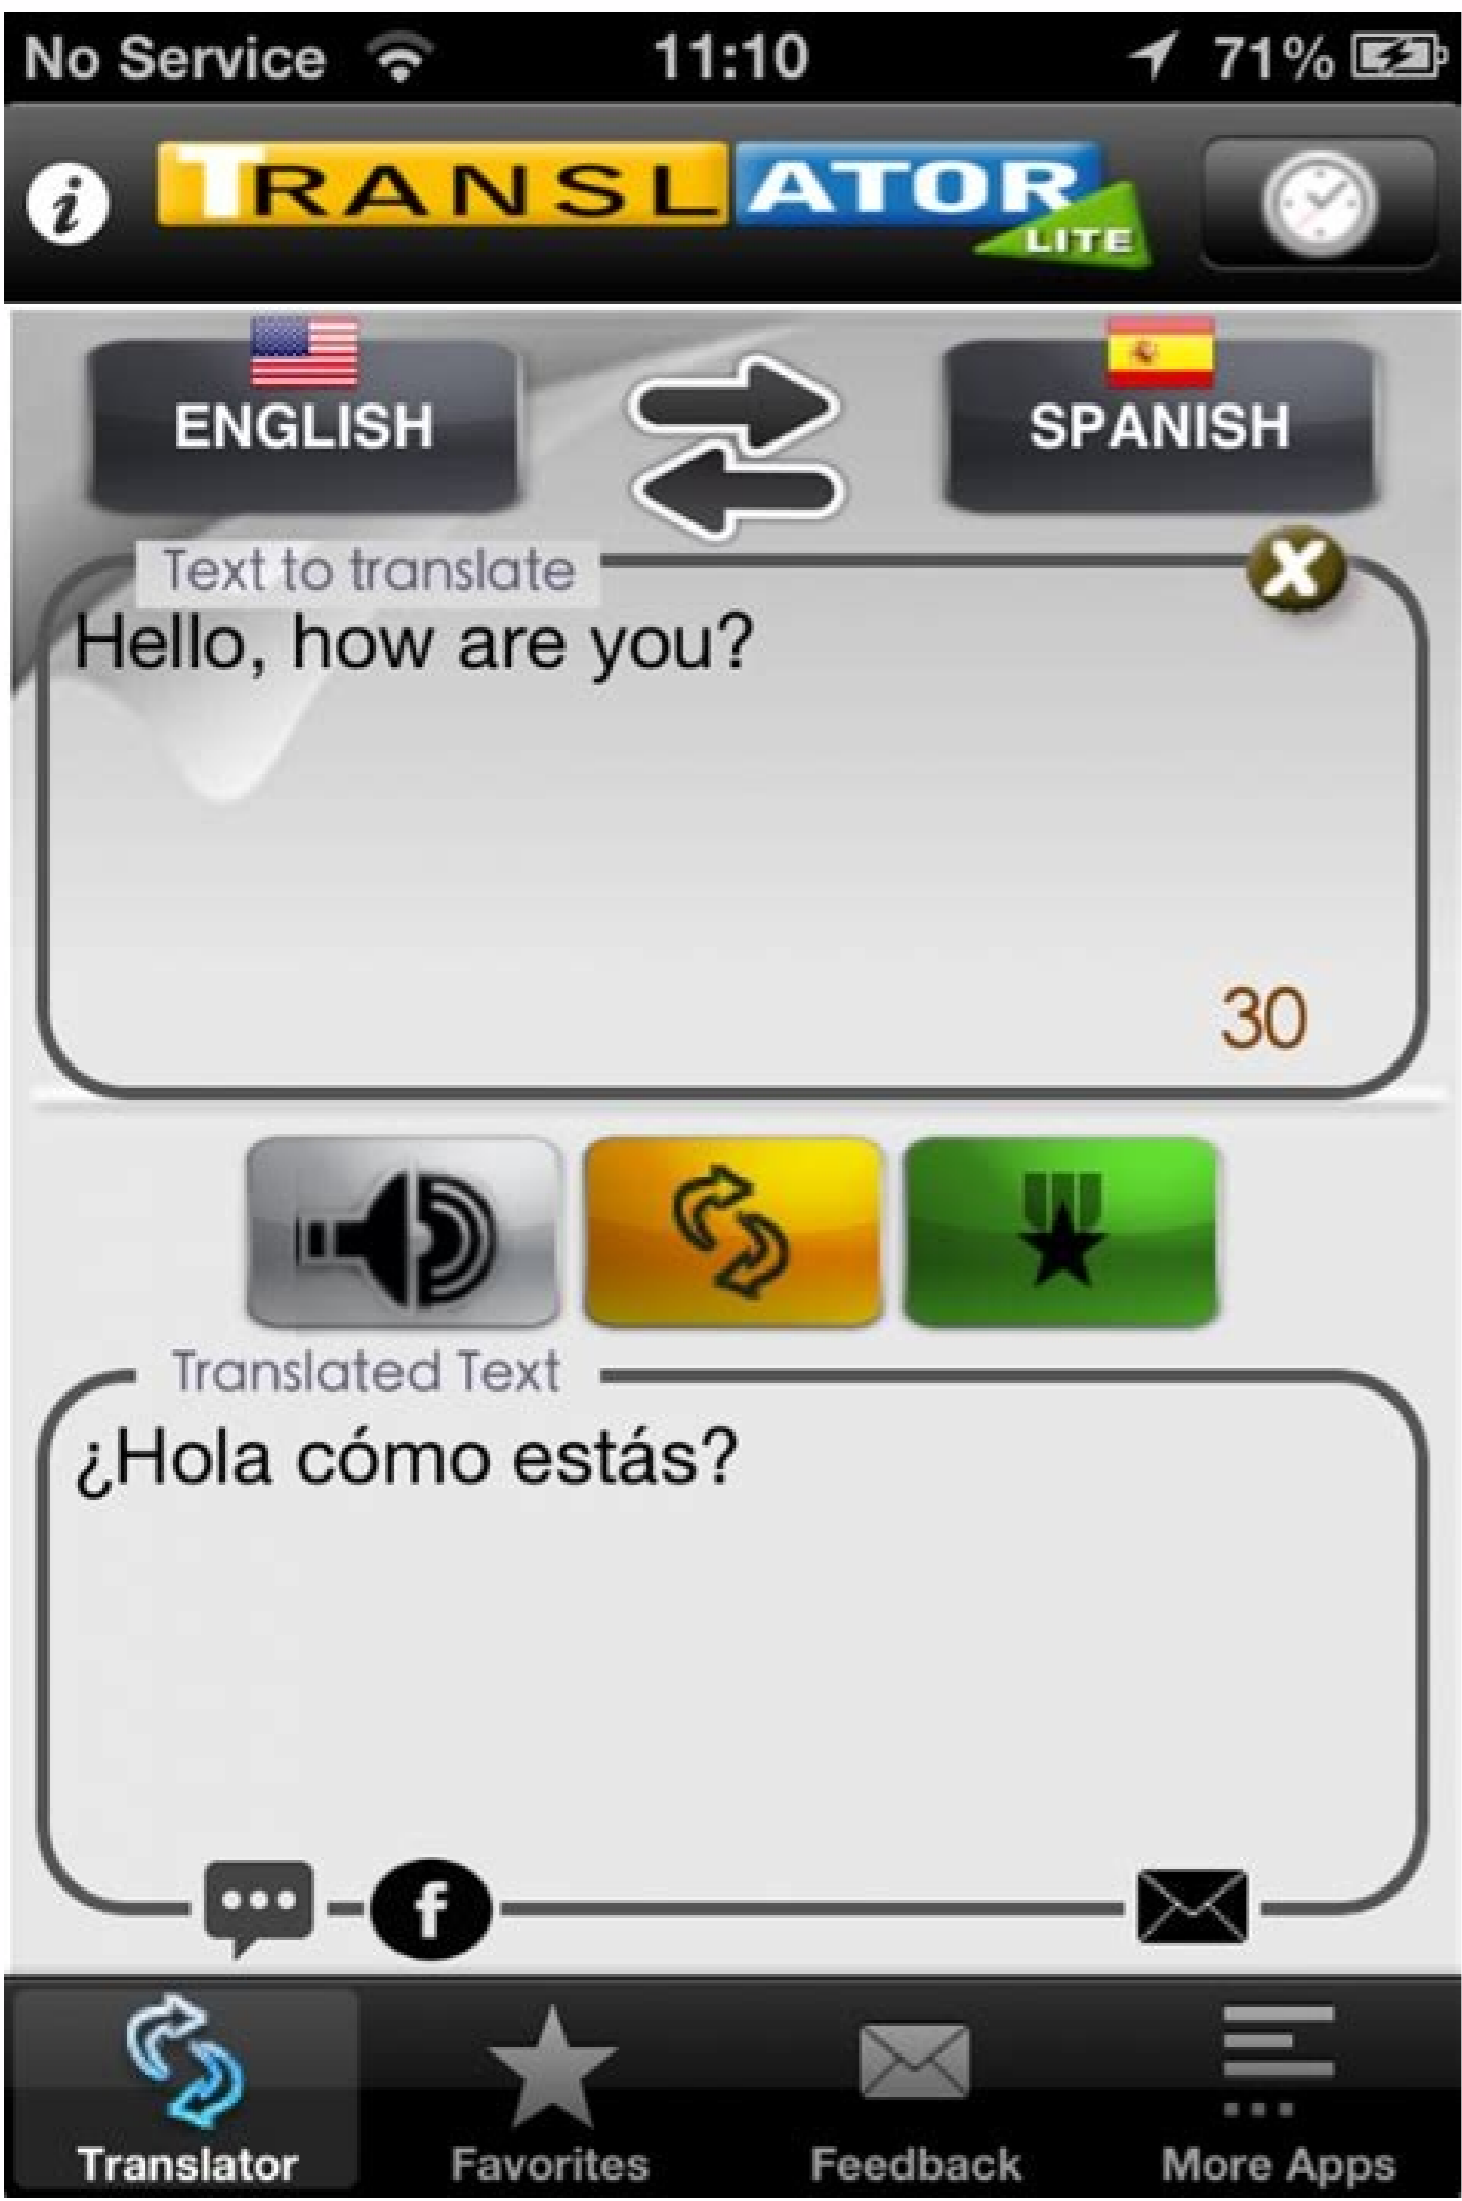 No Service 11:10 71%
i TRANSLATOR
LITE
ENGLISH SPANISH
Text to translate X
Hello, how are you?
30
Translated Text
¿Hola cómo estás?
f
Translator Favorites Feedback More Apps